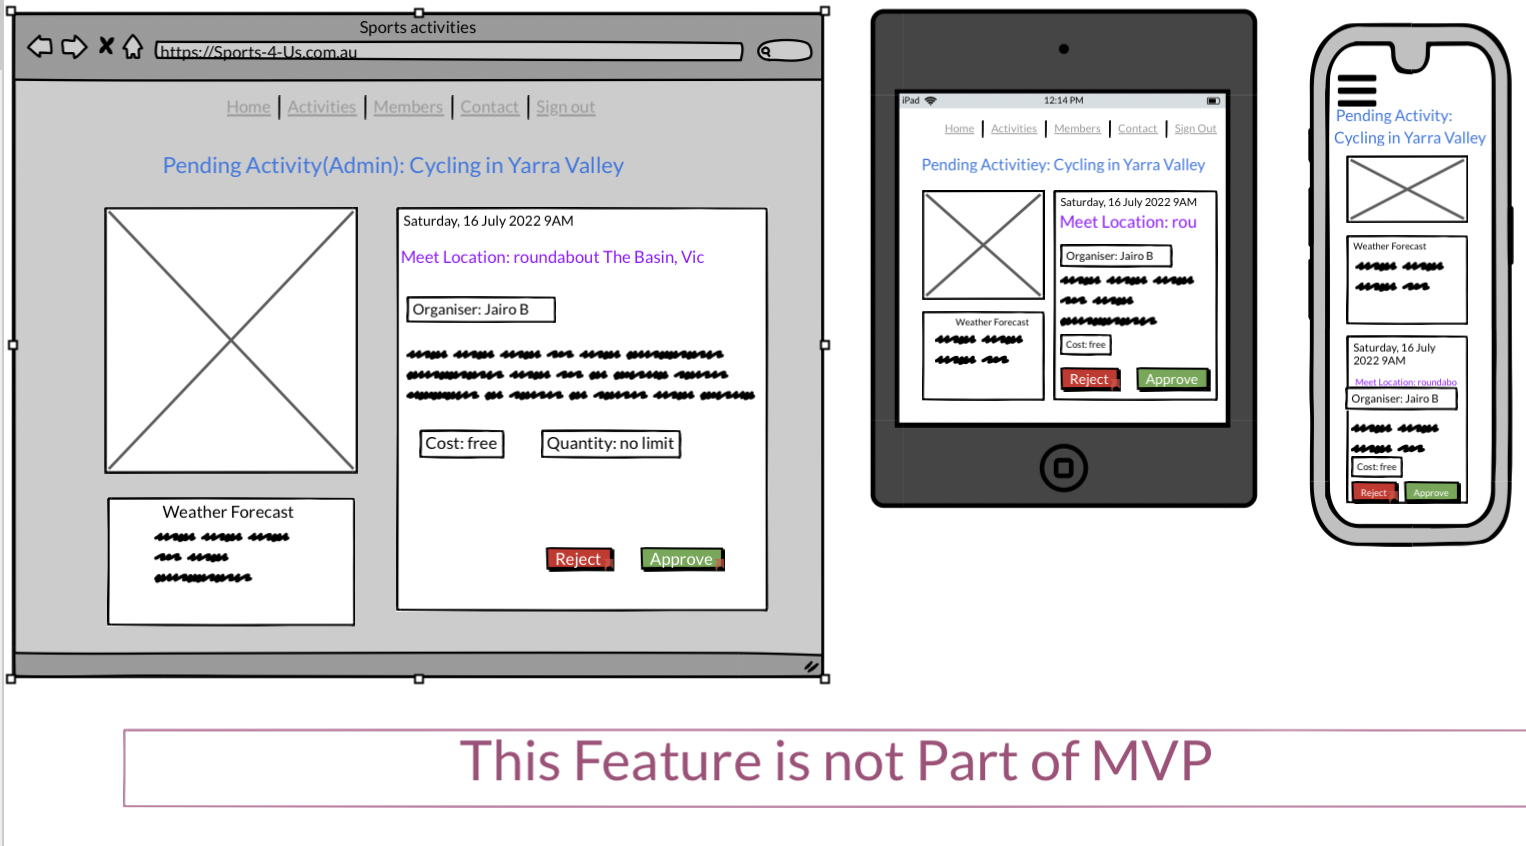 Sports activities
https://Sports-4-Us.com.au
Home | Activities | Members | Contact | Sign out
Pending Activity(Admin): Cycling in Yarra Valley
Saturday, 16 July 2022 9AM
Meet Location: roundabout The Basin, Vic
Organiser: Jairo B
Cost: free
Quantity: no limit
Weather Forecast
Reject
Approve
iPad
12:14 PM
Home | Activities | Members | Contact | Sign Out
Pending Activitiey: Cycling in Yarra Valley
Saturday, 16 July 2022 9AM
Meet Location: rou
Organiser: Jairo B
Weather Forecast
Cost: free
Reject
Approve
Pending Activity:
Cycling in Yarra Valley
Weather Forecast
Saturday, 16 July
2022 9AM
Meet Location: roundabo
Organiser: Jairo B
Cost: free
Reject
Approve
This Feature is not Part of MVP